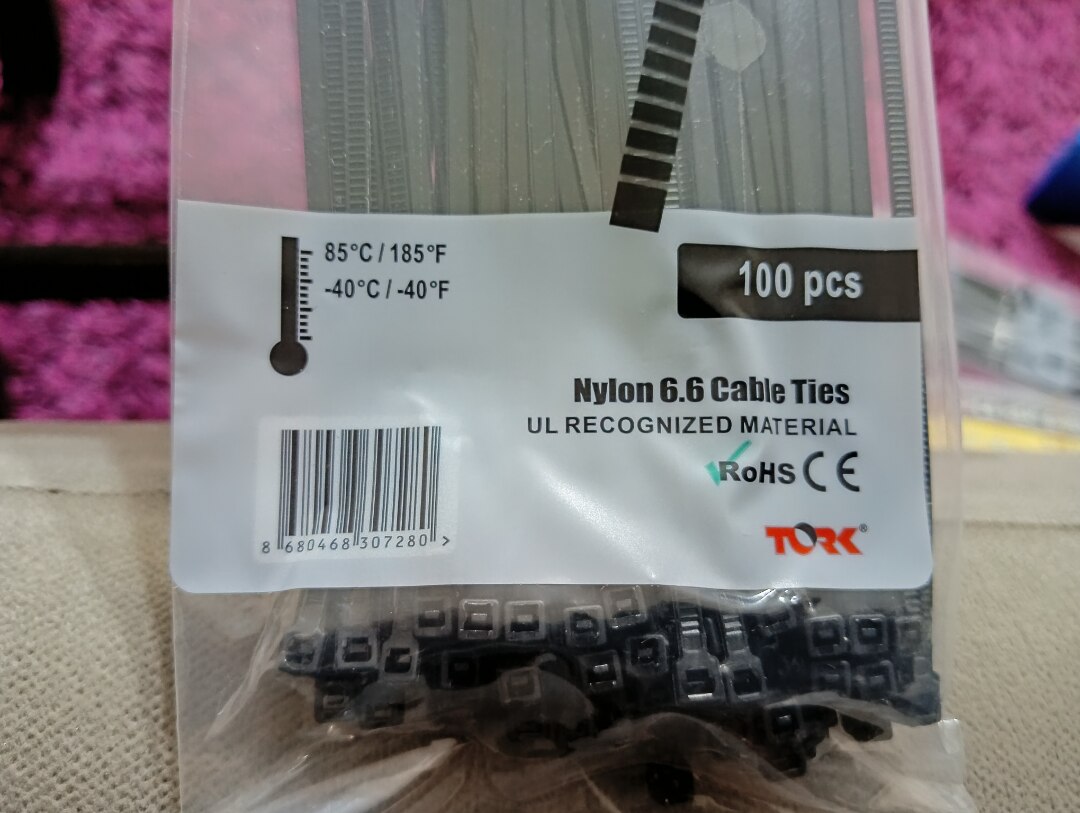 85°C / 185°F
-40°C / -40°F
100 pcs
Nylon 6.6 Cable Ties
UL RECOGNIZED MATERIAL
RoHS CE
8 680468 307280 >
TORK®